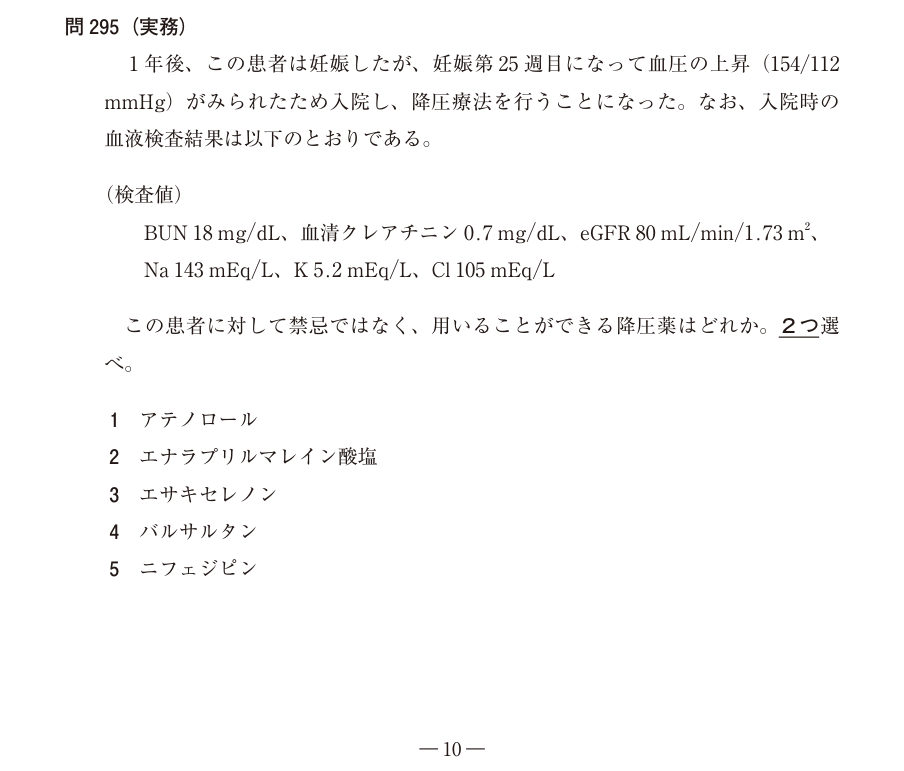 問 295（実務）
1 年後、この患者は妊娠したが、妊娠第 25 週目になって血圧の上昇（154/112
mmHg）がみられたため入院し、降圧療法を行うことになった。なお、入院時の
血液検査結果は以下のとおりである。
（検査値）
BUN 18 mg/dL、血清クレアチニン 0.7 mg/dL、eGFR 80 mL/min/1.73 m²、
Na 143 mEq/L、K 5.2 mEq/L、Cl 105 mEq/L
この患者に対して禁忌ではなく、用いることができる降圧薬はどれか。２つ選
べ。
1 アテノロール
2 エナラプリルマレイン酸塩
3 エサキセレノン
4 バルサルタン
5 ニフェジピン
— 10 —